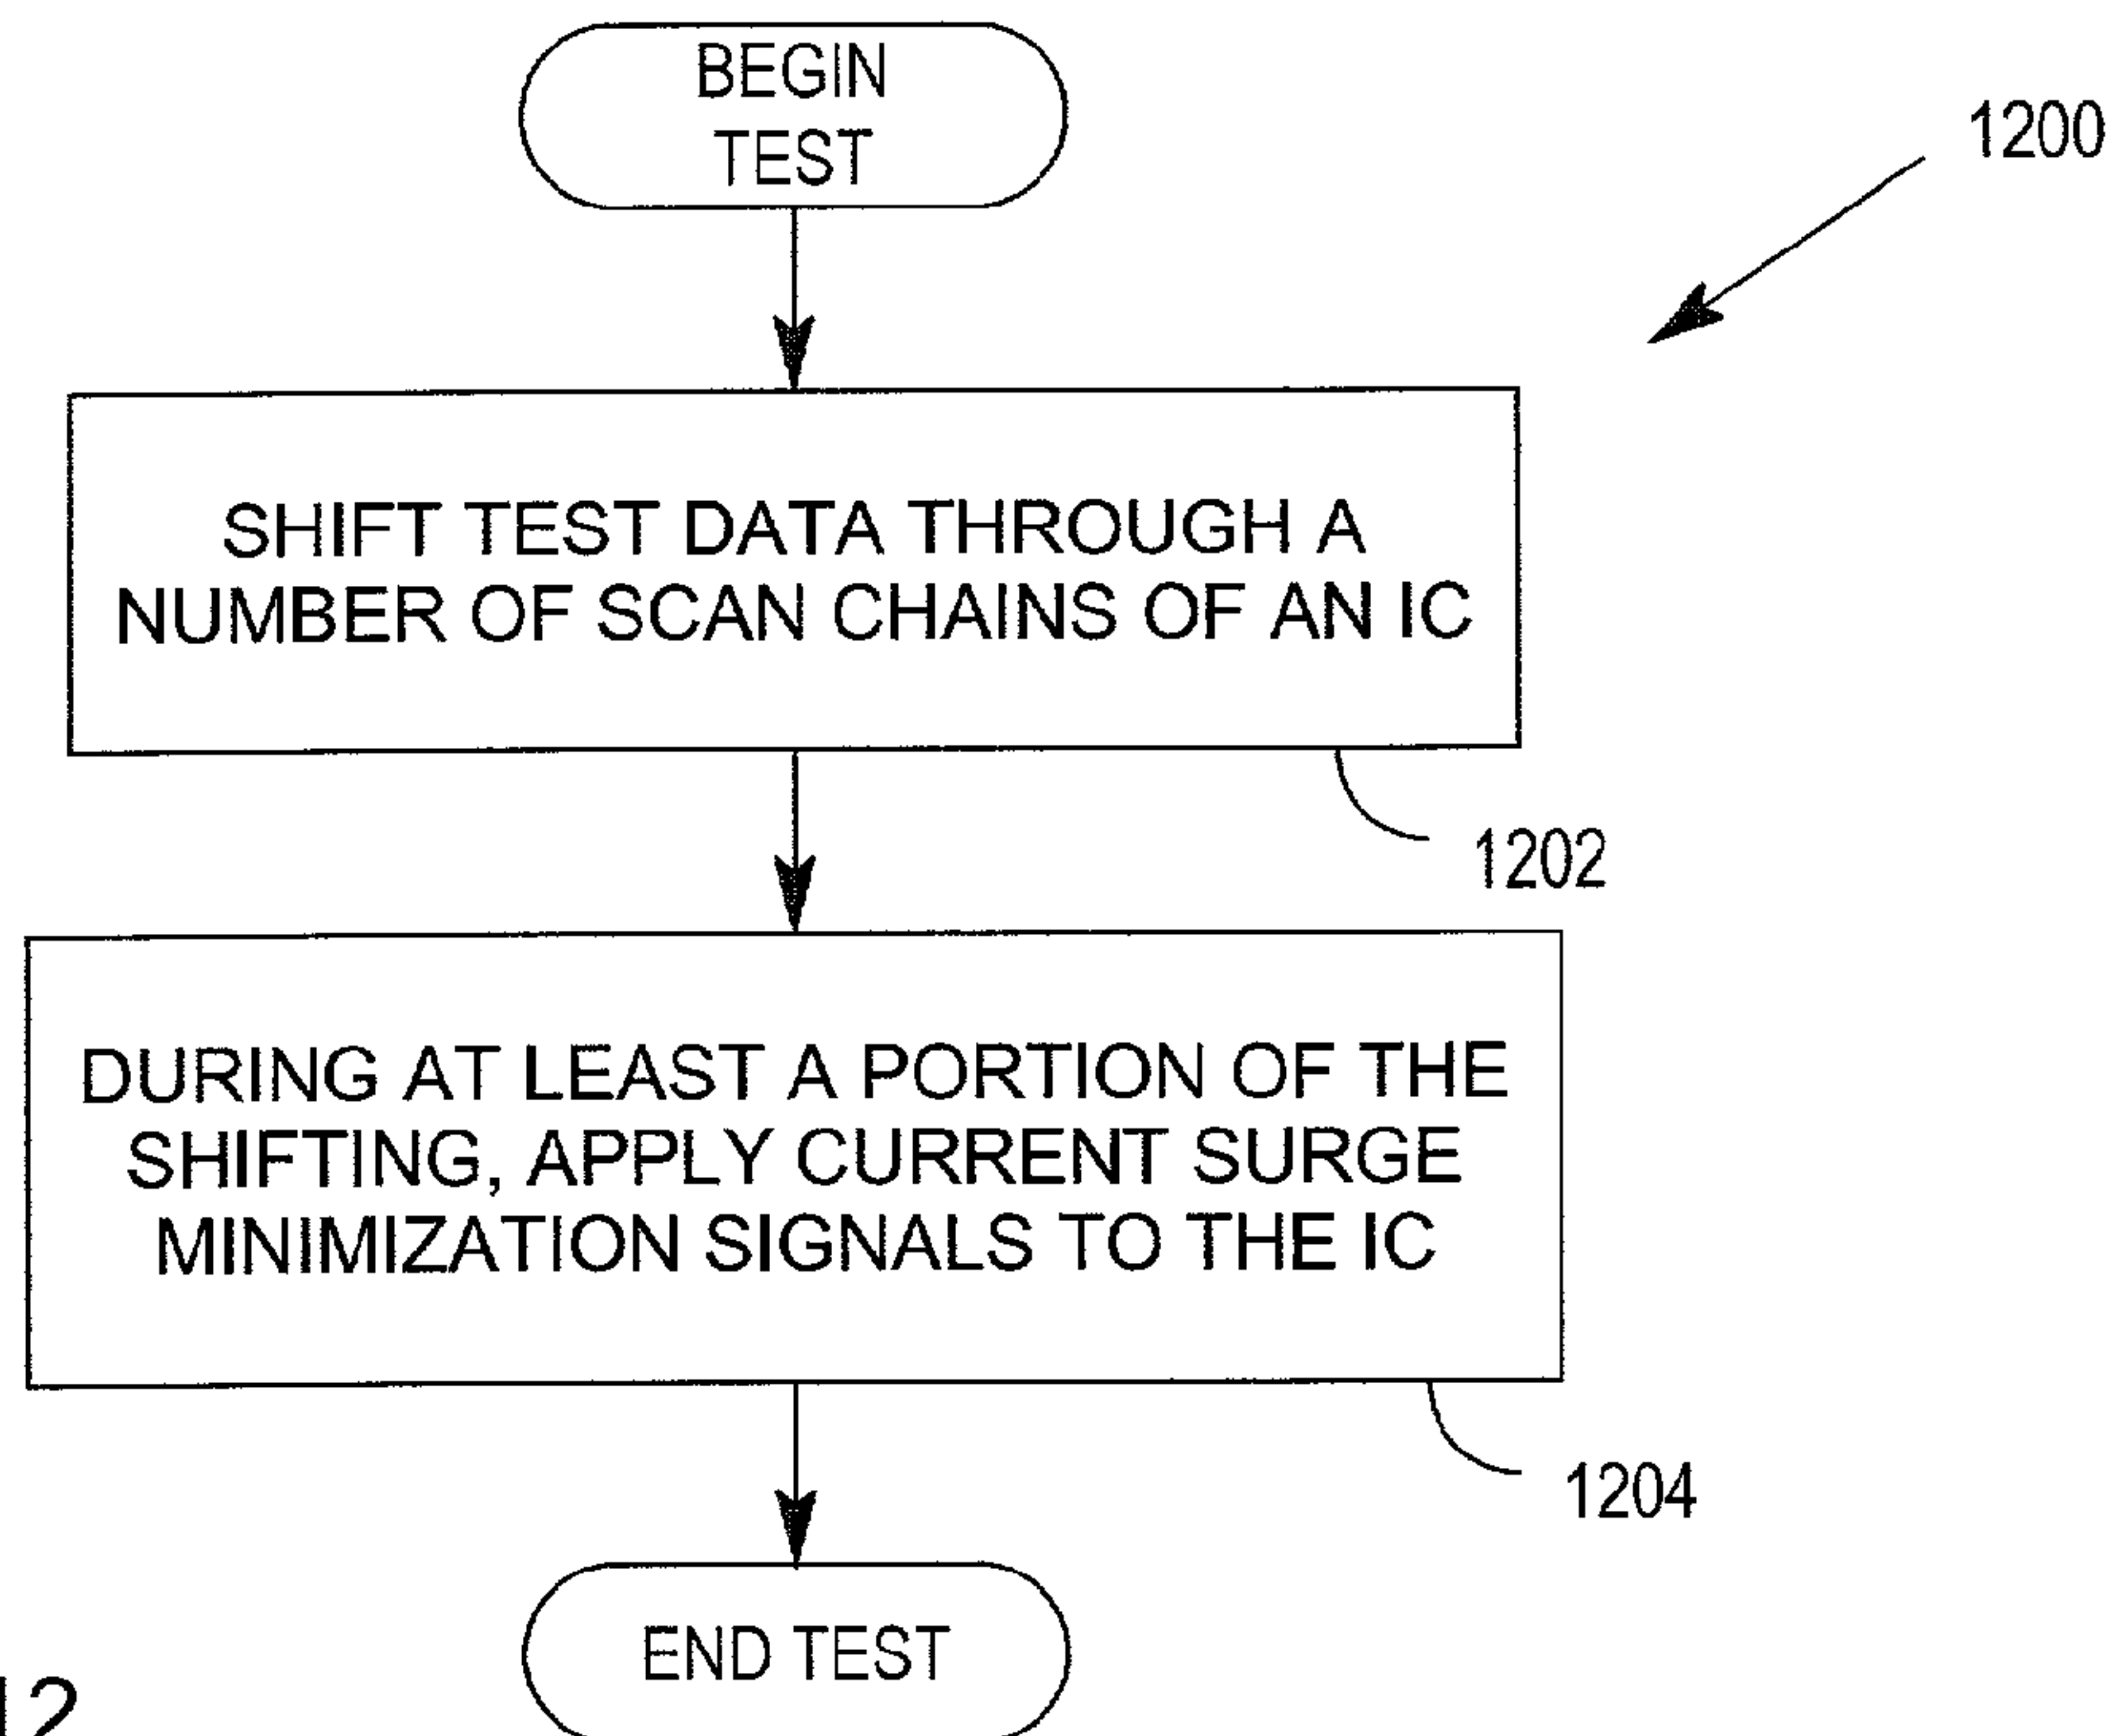 BEGIN
TEST
1200
SHIFT TEST DATA THROUGH A
NUMBER OF SCAN CHAINS OF AN IC
1202
DURING AT LEAST A PORTION OF THE
SHIFTING, APPLY CURRENT SURGE
MINIMIZATION SIGNALS TO THE IC
1204
END TEST
12